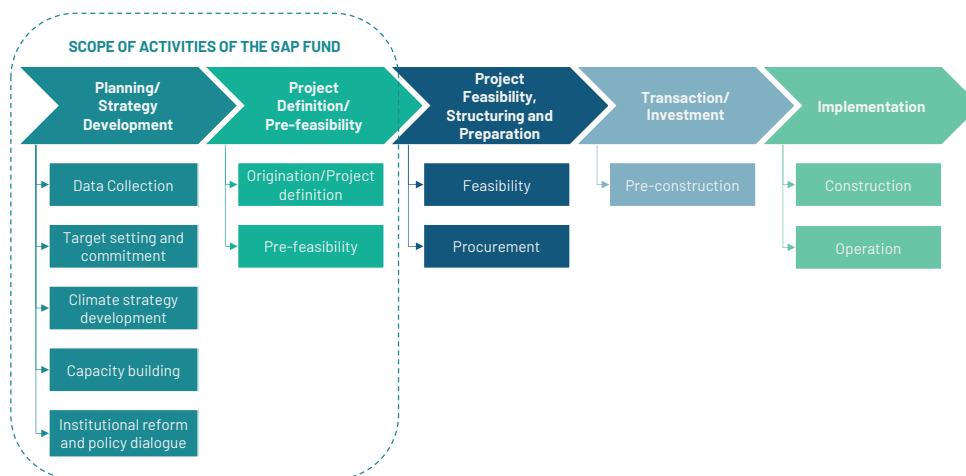 SCOPE OF ACTIVITIES OF THE GAP FUND
Planning/
Strategy
Development
Project
Definition/
Pre-feasibility
Project
Feasibility,
Structuring and
Preparation
Transaction/
Investment
Implementation
Data Collection
Target setting and
commitment
Climate strategy
development
Capacity building
Institutional reform
and policy dialogue
Origination/Project
definition
Pre-feasibility
Feasibility
Procurement
Pre-construction
Construction
Operation